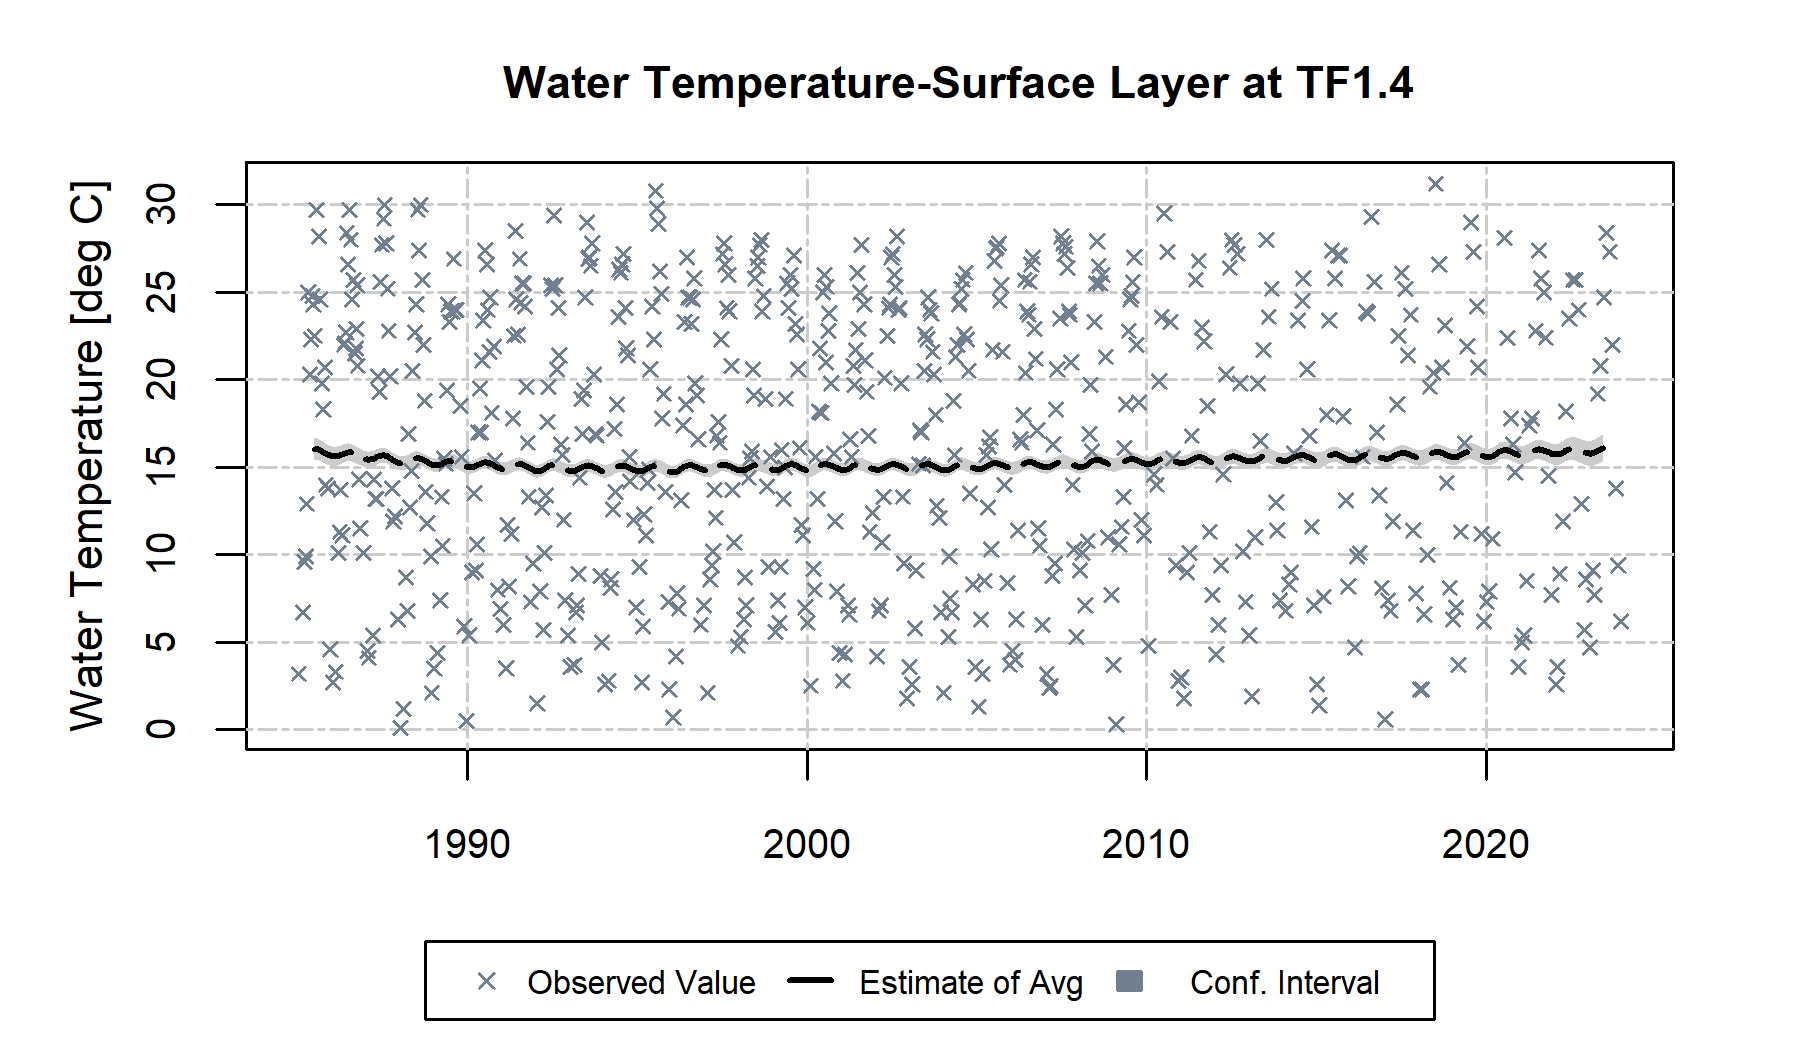 Water Temperature-Surface Layer at TF1.4
Water Temperature [deg C]
30
25
20
15
10
5
0
1990 2000 2010 2020
Observed Value Estimate of Avg Conf. Interval